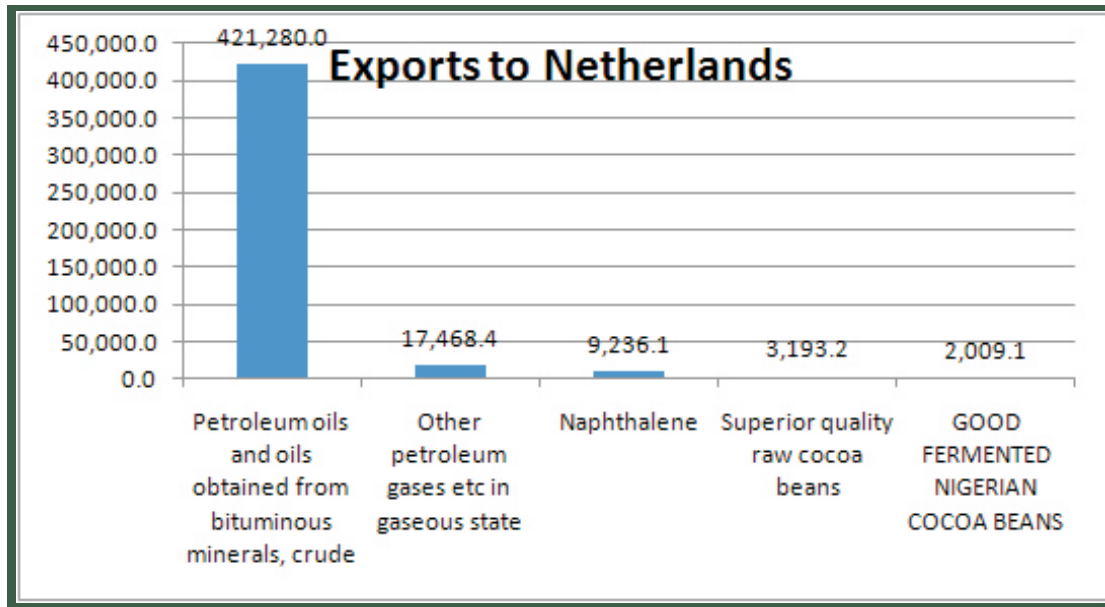 Exports to Netherlands
450,000.0
400,000.0
350,000.0
300,000.0
250,000.0
200,000.0
150,000.0
100,000.0
50,000.0
0.0
421,280.0
17,468.4
9,236.1
3,193.2
2,009.1
Petroleum oils
and oils
obtained from
bituminous
minerals, crude
Other
petroleum
gases etc in
gaseous state
Naphthalene
Superior quality
raw cocoa
beans
GOOD
FERMENTED
NIGERIAN
COCOA BEANS